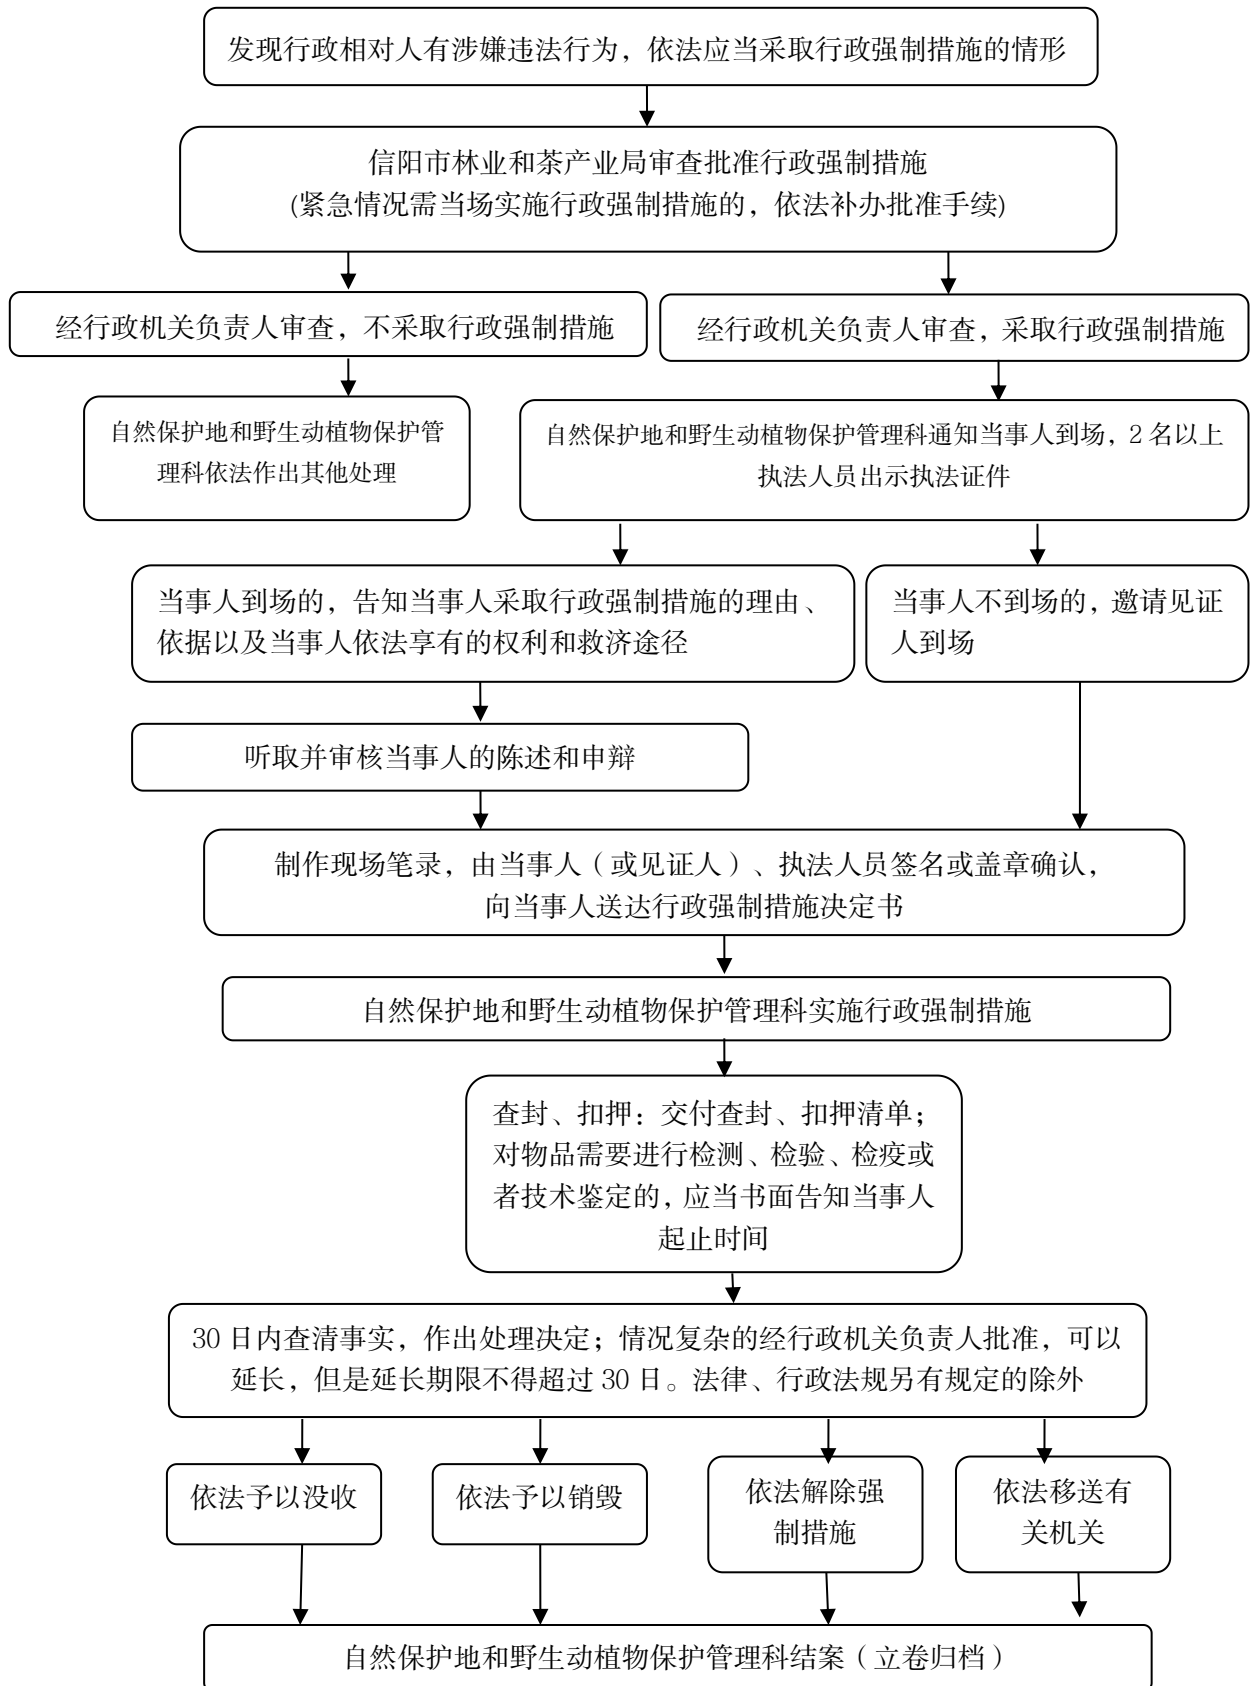 发现行政相对人有涉嫌违法行为，依法应当采取行政强制措施的情形
信阳市林业和茶产业局审查批准行政强制措施
(紧急情况需当场实施行政强制措施的，依法补办批准手续)
经行政机关负责人审查，不采取行政强制措施
经行政机关负责人审查，采取行政强制措施
自然保护地和野生动植物保护管
理科依法作出其他处理
自然保护地和野生动植物保护管理科通知当事人到场，2 名以上
执法人员出示执法证件
当事人到场的，告知当事人采取行政强制措施的理由、
依据以及当事人依法享有的权利和救济途径
当事人不到场的，邀请见证
人到场
听取并审核当事人的陈述和申辩
制作现场笔录，由当事人（或见证人）、执法人员签名或盖章确认，
向当事人送达行政强制措施决定书
自然保护地和野生动植物保护管理科实施行政强制措施
查封、扣押：交付查封、扣押清单；
对物品需要进行检测、检验、检疫或
者技术鉴定的，应当书面告知当事人
起止时间
30 日内查清事实，作出处理决定；情况复杂的经行政机关负责人批准，可以
延长，但是延长期限不得超过 30 日。法律、行政法规另有规定的除外
依法予以没收
依法予以销毁
依法解除强
制措施
依法移送有
关机关
自然保护地和野生动植物保护管理科结案（立卷归档）